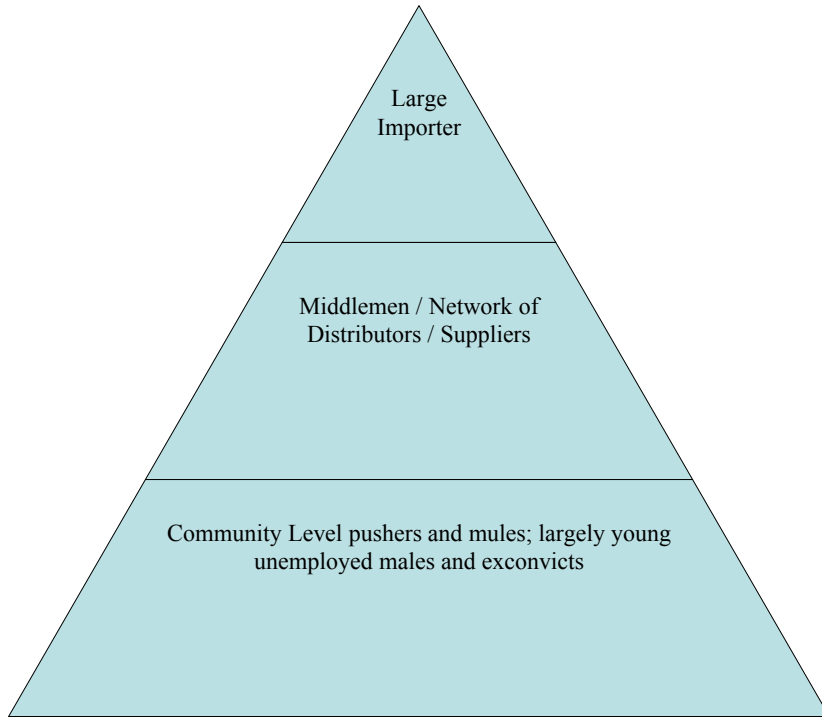 Large
Importer
Middlemen / Network of
Distributors / Suppliers
Community Level pushers and mules; largely young
unemployed males and exconvicts